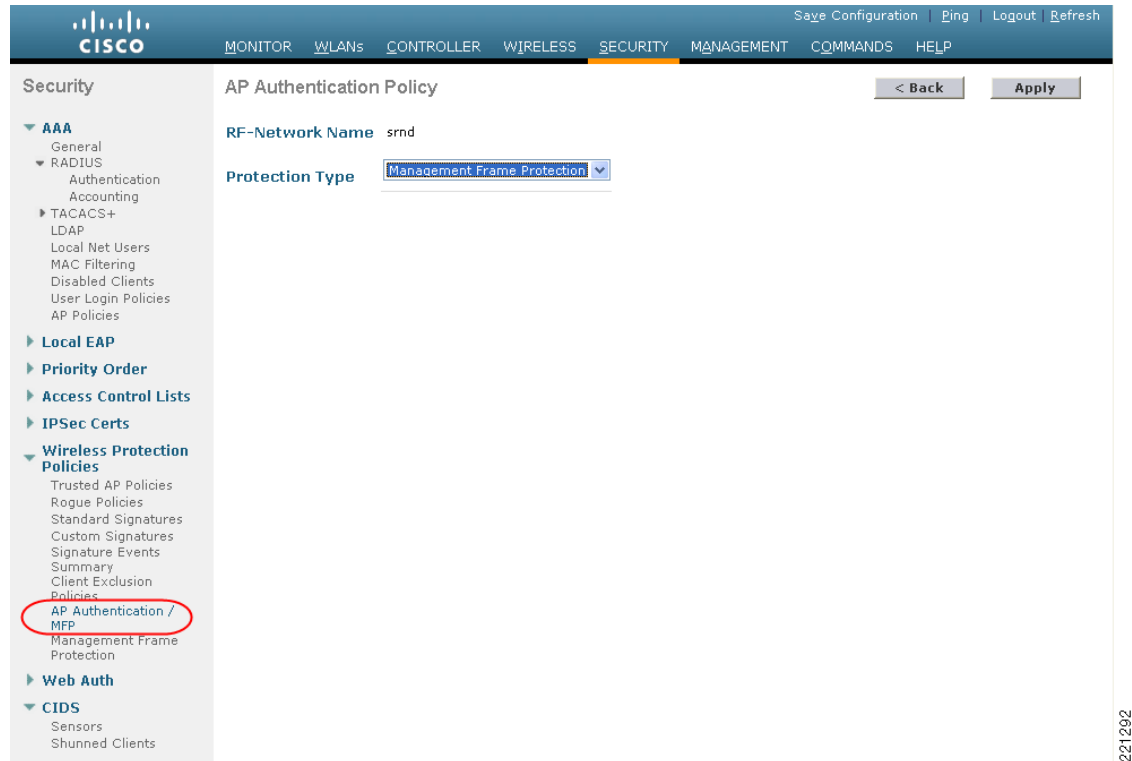 Save Configuration | Ping | Logout | Refresh
CISCO
MONITOR WLANs CONTROLLER WIRELESS SECURITY MANAGEMENT COMMANDS HELP
Security
AAA
General
RADIUS
Authentication
Accounting
TACACS+
LDAP
Local Net Users
MAC Filtering
Disabled Clients
User Login Policies
AP Policies
Local EAP
Priority Order
Access Control Lists
IPSec Certs
Wireless Protection
Policies
Trusted AP Policies
Rogue Policies
Standard Signatures
Custom Signatures
Signature Events
Summary
Client Exclusion
Policies
AP Authentication /
MFP
Management Frame
Protection
Web Auth
CIDS
Sensors
Shunned Clients
AP Authentication Policy
< Back
Apply
RF-Network Name srnd
Protection Type Management Frame Protection
221292